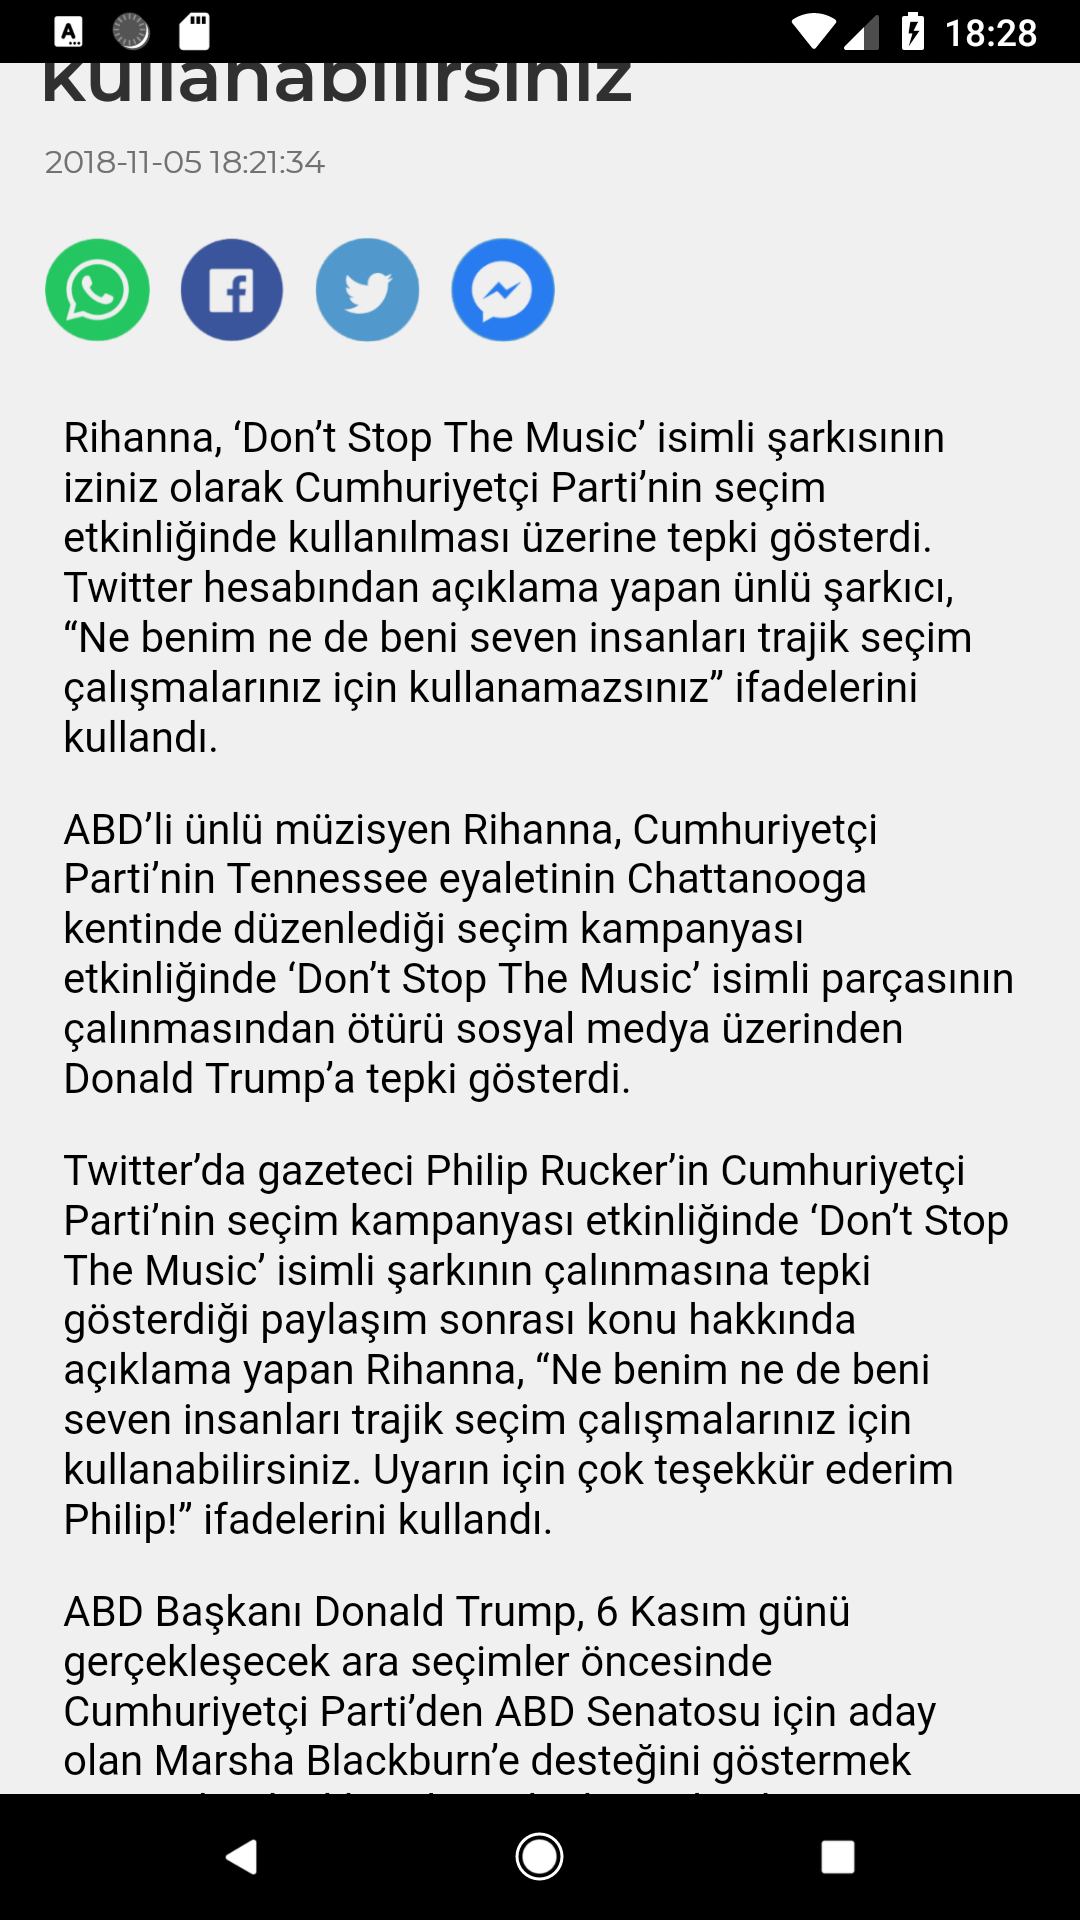 18:28
kullanabilirsiniz
2018-11-05 18:21:34
Rihanna, ‘Don’t Stop The Music’ isimli şarkısının
iziniz olarak Cumhuriyetçi Parti’nin seçim
etkinliğinde kullanılması üzerine tepki gösterdi.
Twitter hesabından açıklama yapan ünlü şarkıcı,
“Ne benim ne de beni seven insanları trajik seçim
çalışmalarınız için kullanamazsınız” ifadelerini
kullandı.
ABD’li ünlü müzisyen Rihanna, Cumhuriyetçi
Parti’nin Tennessee eyaletinin Chattanooga
kentinde düzenlediği seçim kampanyası
etkinliğinde ‘Don’t Stop The Music’ isimli parçasının
çalınmasından ötürü sosyal medya üzerinden
Donald Trump’a tepki gösterdi.
Twitter’da gazeteci Philip Rucker’in Cumhuriyetçi
Parti’nin seçim kampanyası etkinliğinde ‘Don’t Stop
The Music’ isimli şarkının çalınmasına tepki
gösterdiği paylaşım sonrası konu hakkında
açıklama yapan Rihanna, “Ne benim ne de beni
seven insanları trajik seçim çalışmalarınız için
kullanabilirsiniz. Uyarın için çok teşekkür ederim
Philip!” ifadelerini kullandı.
ABD Başkanı Donald Trump, 6 Kasım günü
gerçekleşecek ara seçimler öncesinde
Cumhuriyetçi Parti’den ABD Senatosu için aday
olan Marsha Blackburn’e desteğini göstermek